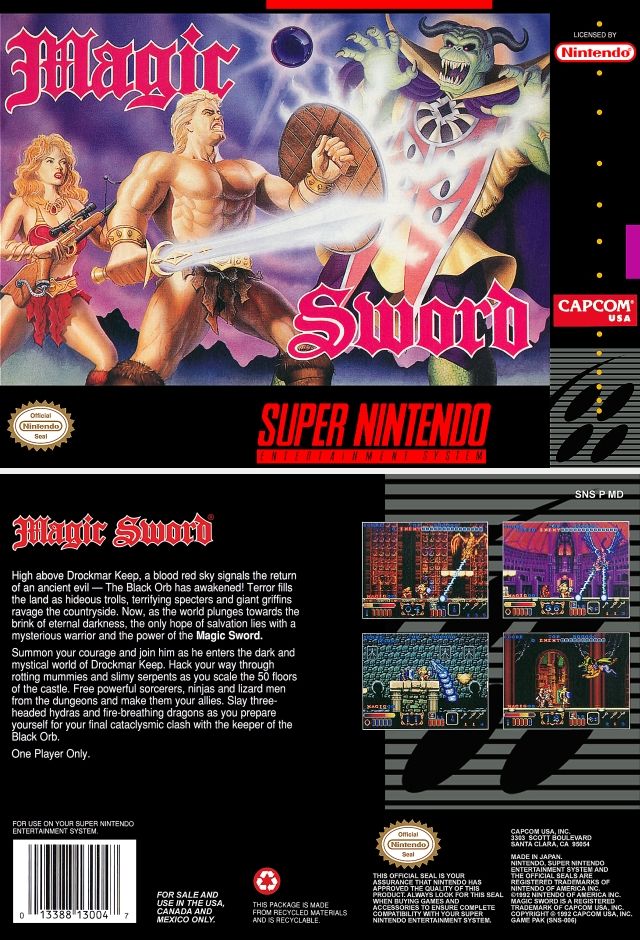 Magic
LICENSED BY
Nintendo
Sword
CAPCOM
USA
Official
Nintendo
Seal
SUPER NINTENDO
ENTERTAINMENT SYSTEM
SNS P MD
Magic Sword®
High above Drockmar Keep, a blood red sky signals the return
of an ancient evil — The Black Orb has awakened! Terror fills
the land as hideous trolls, terrifying specters and giant griffins
ravage the countryside. Now, as the world plunges towards the
brink of eternal darkness, the only hope of salvation lies with a
mysterious warrior and the power of the Magic Sword.
Summon your courage and join him as he enters the dark and
mystical world of Drockmar Keep. Hack your way through
rotting mummies and slimy serpents as you scale the 50 floors
of the castle. Free powerful sorcerers, ninjas and lizard men
from the dungeons and make them your allies. Slay three-
headed hydras and fire-breathing dragons as you prepare
yourself for your final cataclysmic clash with the keeper of the
Black Orb.
One Player Only.
ENEMY
ENEMY
ENEMY
MAGIC
MAGIC
MAGIC
MAGIC
FOR USE ON YOUR SUPER NINTENDO
ENTERTAINMENT SYSTEM.
0 13388 13004 7
FOR SALE AND
USE IN THE USA,
CANADA AND
MEXICO ONLY.
THIS PACKAGE IS MADE
FROM RECYCLED MATERIALS
AND IS RECYCLABLE.
Official
Nintendo
Seal
THIS OFFICIAL SEAL IS YOUR
ASSURANCE THAT NINTENDO HAS
APPROVED THE QUALITY OF THIS
PRODUCT. ALWAYS LOOK FOR THIS SEAL
WHEN BUYING GAMES AND
ACCESSORIES TO ENSURE COMPLETE
COMPATIBILITY WITH YOUR SUPER
NINTENDO ENTERTAINMENT SYSTEM.
CAPCOM USA, INC.
3303 SCOTT BOULEVARD
SANTA CLARA, CA 95054
MADE IN JAPAN.
NINTENDO, SUPER NINTENDO
ENTERTAINMENT SYSTEM AND
THE OFFICIAL SEALS ARE
REGISTERED TRADEMARKS OF
NINTENDO OF AMERICA INC.
©1992 NINTENDO OF AMERICA INC.
MAGIC SWORD IS A REGISTERED
TRADEMARK OF CAPCOM USA, INC.
COPYRIGHT © 1992 CAPCOM USA, INC.
GAME PAK (SNS-006)